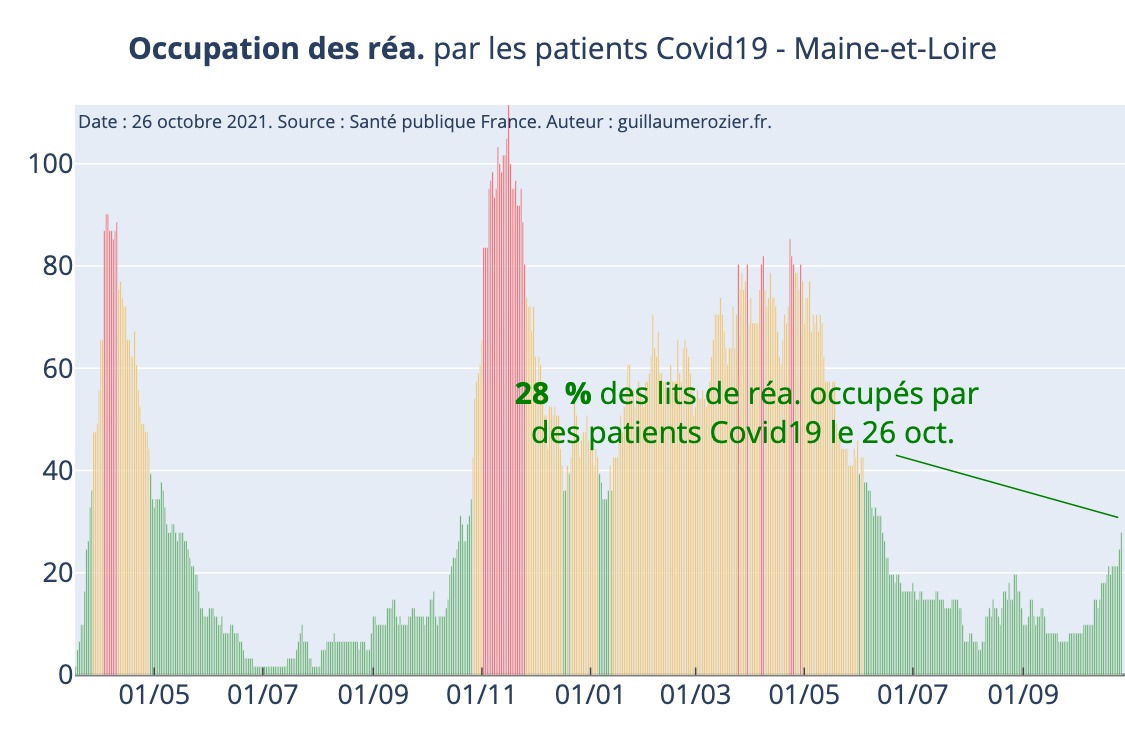 Occupation des réa. par les patients Covid19 - Maine-et-Loire
Date : 26 octobre 2021. Source : Santé publique France. Auteur : guillaumerozier.fr.
100
80
60
28  % des lits de réa. occupés par
des patients Covid19 le 26 oct.
40
20
0
01/05 01/07 01/09 01/11 01/01 01/03 01/05 01/07 01/09